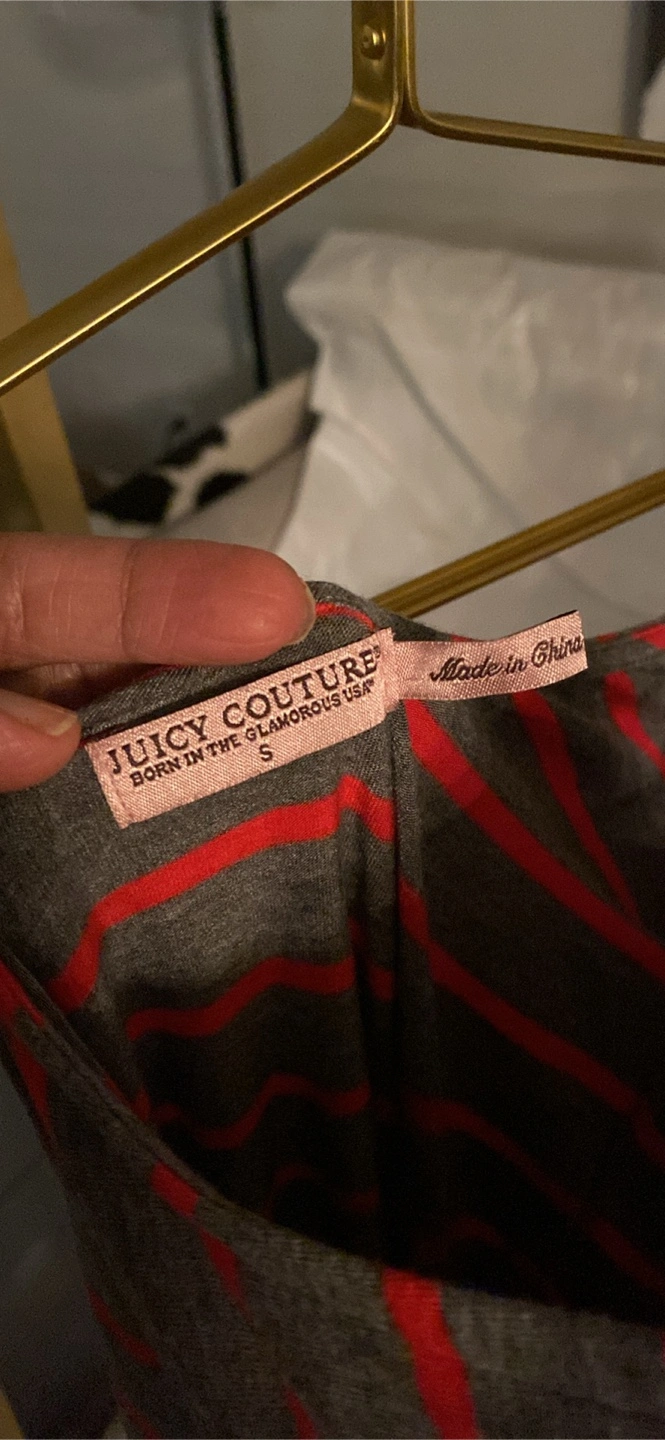 JUICY COUTURE
BORN IN THE GLAMOROUS USA™
S
Made in China